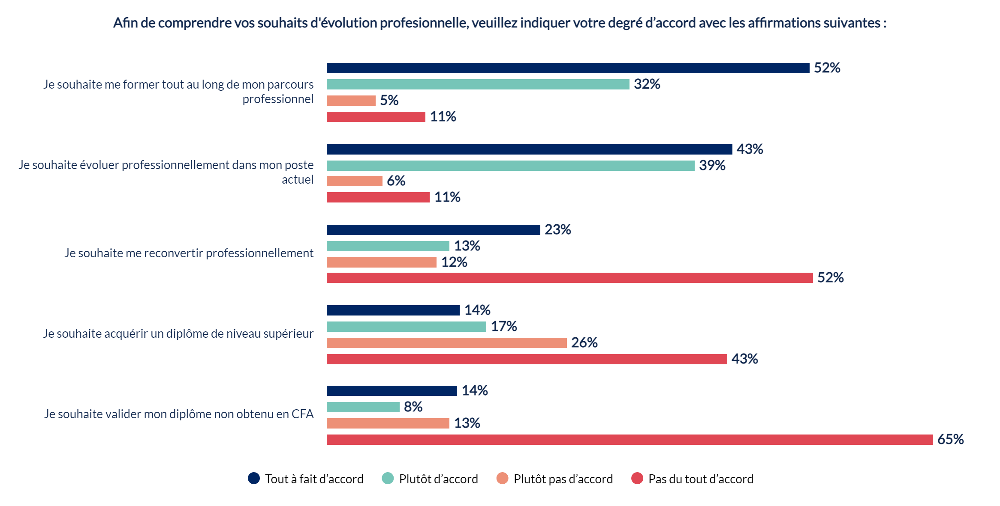 Afin de comprendre vos souhaits d'évolution profesionnelle, veuillez indiquer votre degré d’accord avec les affirmations suivantes :
Je souhaite me former tout au long de mon parcours
professionnel
52%
32%
5%
11%
Je souhaite évoluer professionnellement dans mon poste
actuel
43%
39%
6%
11%
Je souhaite me reconvertir professionnellement
23%
13%
12%
52%
Je souhaite acquérir un diplôme de niveau supérieur
14%
17%
26%
43%
Je souhaite valider mon diplôme non obtenu en CFA
14%
8%
13%
65%
Tout à fait d’accord
Plutôt d’accord
Plutôt pas d’accord
Pas du tout d’accord